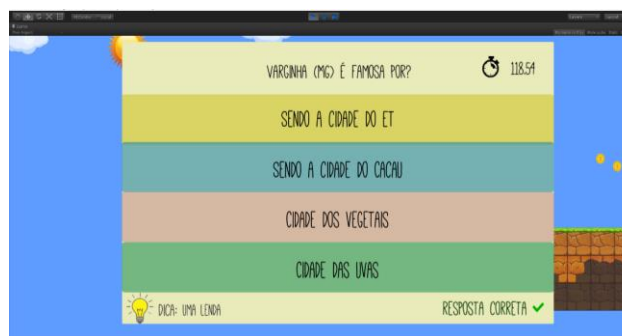 VARGINHA (MG) É FAMOSA POR? 118.54
SENDO A CIDADE DO ET
SENDO A CIDADE DO CACAU
CIDADE DOS VEGETAIS
CIDADE DAS UVAS
DICA: UMA LENDA RESPOSTA CORRETA